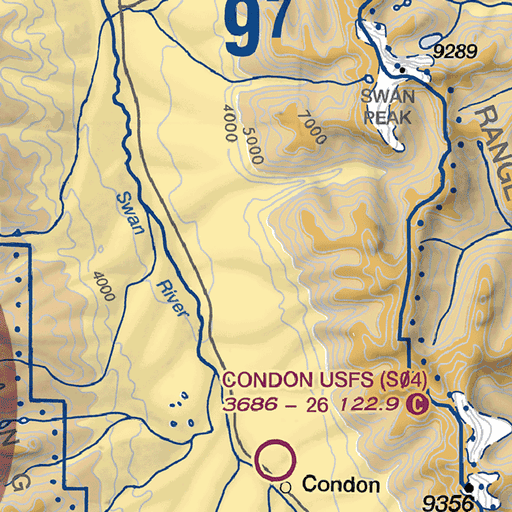 9⁷
9289
SWAN
PEAK
RANGE
4000
5000
7000
Swan
River
4000
CONDON USFS (SØ4)
3686 – 26 122.9 C
A
N
G
Condon
9356